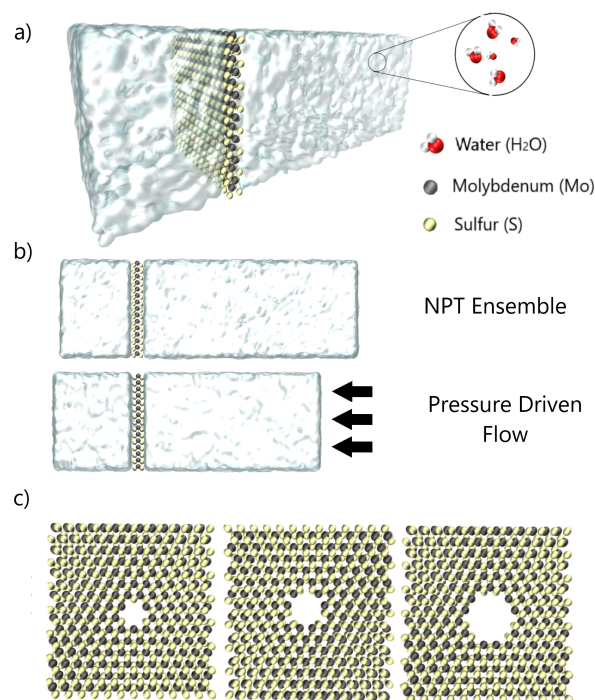 a)
Water (H2O)
Molybdenum (Mo)
Sulfur (S)
b)
NPT Ensemble
Pressure Driven
Flow
c)